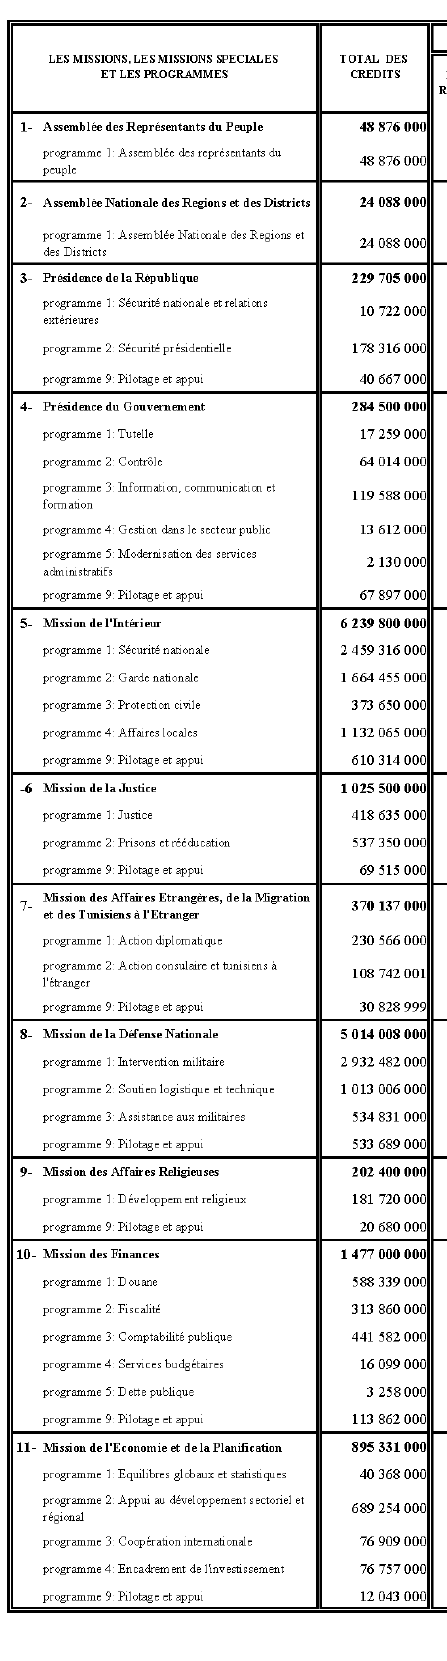 LES MISSIONS, LES MISSIONS SPECIALES
ET LES PROGRAMMES
TOTAL DES
CREDITS
R
1- Assemblée des Représentants du Peuple 48 876 000
programme 1: Assemblée des représentants du
peuple 48 876 000
2- Assemblée Nationale des Regions et des Districts 24 088 000
programme 1: Assemblée Nationale des Regions et
des Districts 24 088 000
3- Présidence de la République 229 705 000
programme 1: Sécurité nationale et relations
extérieures 10 722 000
programme 2: Sécurité présidentielle 178 316 000
programme 9: Pilotage et appui 40 667 000
4- Présidence du Gouvernement 284 500 000
programme 1: Tutelle 17 259 000
programme 2: Contrôle 64 014 000
programme 3: Information, communication et
formation 119 588 000
programme 4: Gestion dans le secteur public 13 612 000
programme 5: Modernisation des services
administratifs 2 130 000
programme 9: Pilotage et appui 67 897 000
5- Mission de l'Intérieur 6 239 800 000
programme 1: Sécurité nationale 2 459 316 000
programme 2: Garde nationale 1 664 455 000
programme 3: Protection civile 373 650 000
programme 4: Affaires locales 1 132 065 000
programme 9: Pilotage et appui 610 314 000
-6 Mission de la Justice 1 025 500 000
programme 1: Justice 418 635 000
programme 2: Prisons et rééducation 537 350 000
programme 9: Pilotage et appui 69 515 000
7- Mission des Affaires Etrangères, de la Migration
et des Tunisiens à l'Etranger 370 137 000
programme 1: Action diplomatique 230 566 000
programme 2: Action consulaire et tunisiens à
l'étranger 108 742 001
programme 9: Pilotage et appui 30 828 999
8- Mission de la Défense Nationale 5 014 008 000
programme 1: Intervention militaire 2 932 482 000
programme 2: Soutien logistique et technique 1 013 006 000
programme 3: Assistance aux militaires 534 831 000
programme 9: Pilotage et appui 533 689 000
9- Mission des Affaires Religieuses 202 400 000
programme 1: Développement religieux 181 720 000
programme 9: Pilotage et appui 20 680 000
10- Mission des Finances 1 477 000 000
programme 1: Douane 588 339 000
programme 2: Fiscalité 313 860 000
programme 3: Comptabilité publique 441 582 000
programme 4: Services budgétaires 16 099 000
programme 5: Dette publique 3 258 000
programme 9: Pilotage et appui 113 862 000
11- Mission de l'Economie et de la Planification 895 331 000
programme 1: Equilibres globaux et statistiques 40 368 000
programme 2: Appui au développement sectoriel et
régional 689 254 000
programme 3: Coopération internationale 76 909 000
programme 4: Encadrement de l'investissement 76 757 000
programme 9: Pilotage et appui 12 043 000